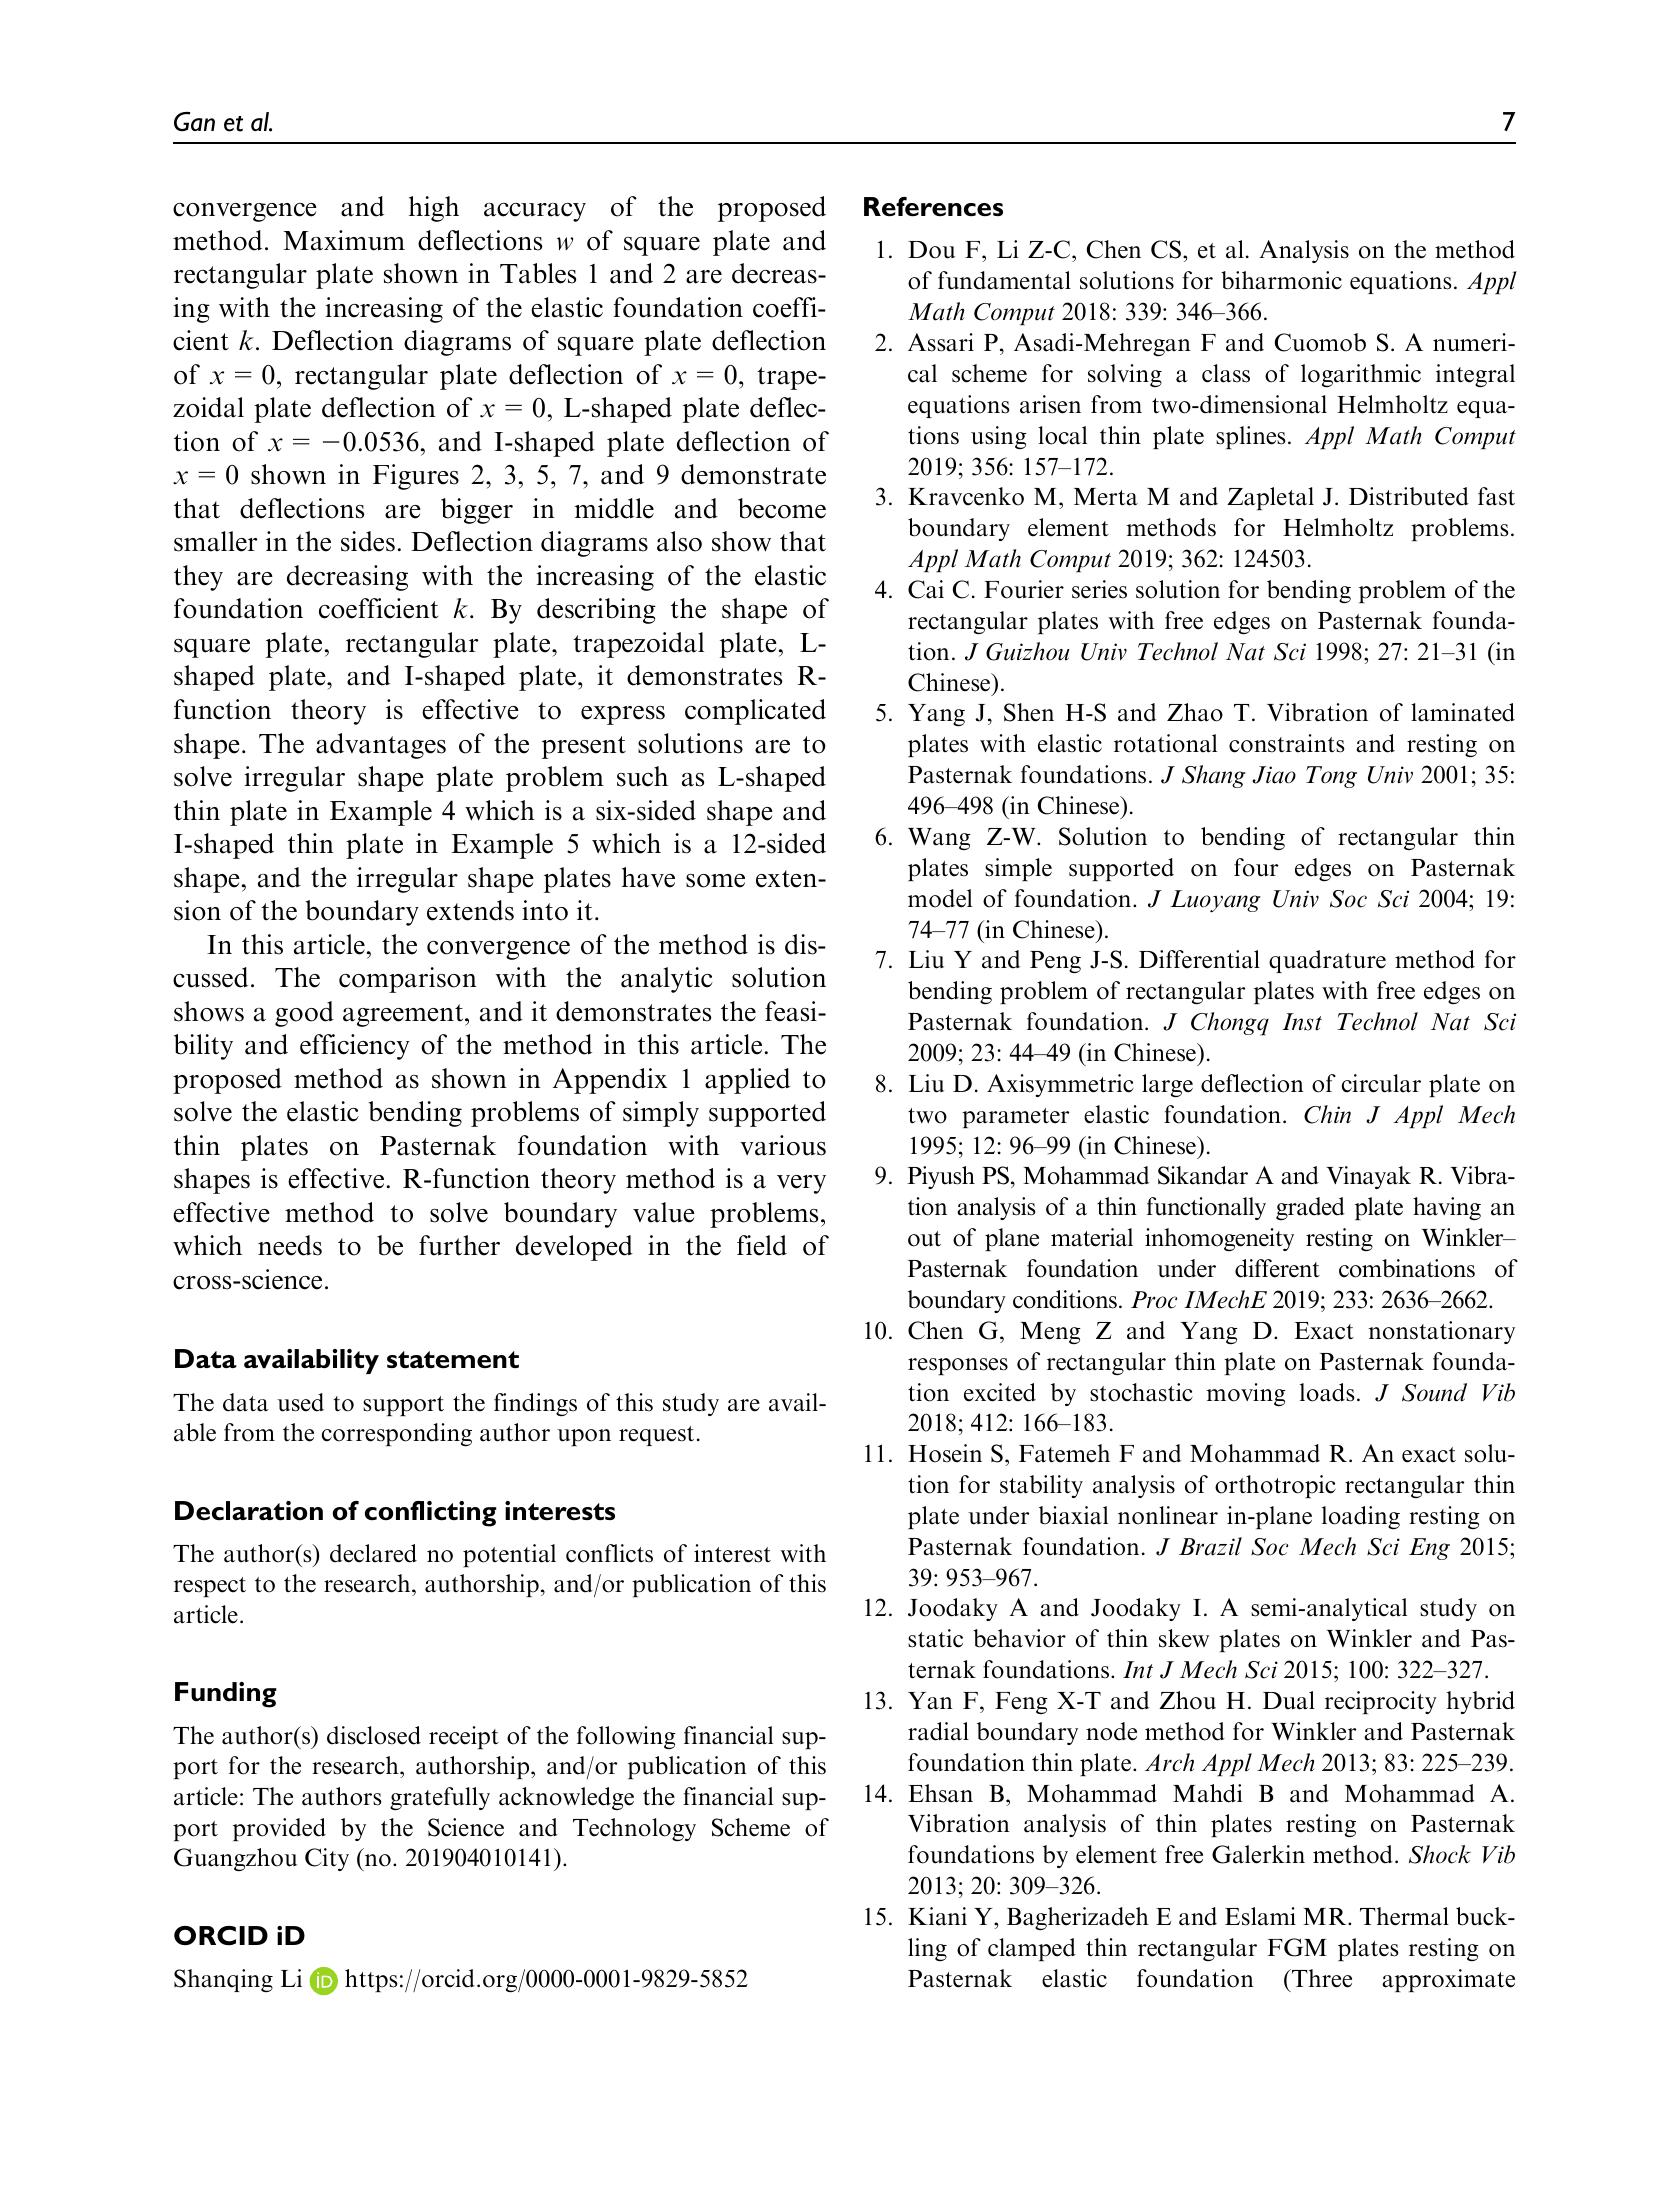 Gan et al.
7
convergence and high accuracy of the proposed
method. Maximum deflections w of square plate and
rectangular plate shown in Tables 1 and 2 are decreas-
ing with the increasing of the elastic foundation coeffi-
cient k. Deflection diagrams of square plate deflection
of x = 0, rectangular plate deflection of x = 0, trape-
zoidal plate deflection of x = 0, L-shaped plate deflec-
tion of x = −0.0536, and I-shaped plate deflection of
x = 0 shown in Figures 2, 3, 5, 7, and 9 demonstrate
that deflections are bigger in middle and become
smaller in the sides. Deflection diagrams also show that
they are decreasing with the increasing of the elastic
foundation coefficient k. By describing the shape of
square plate, rectangular plate, trapezoidal plate, L-
shaped plate, and I-shaped plate, it demonstrates R-
function theory is effective to express complicated
shape. The advantages of the present solutions are to
solve irregular shape plate problem such as L-shaped
thin plate in Example 4 which is a six-sided shape and
I-shaped thin plate in Example 5 which is a 12-sided
shape, and the irregular shape plates have some exten-
sion of the boundary extends into it.
In this article, the convergence of the method is dis-
cussed. The comparison with the analytic solution
shows a good agreement, and it demonstrates the feasi-
bility and efficiency of the method in this article. The
proposed method as shown in Appendix 1 applied to
solve the elastic bending problems of simply supported
thin plates on Pasternak foundation with various
shapes is effective. R-function theory method is a very
effective method to solve boundary value problems,
which needs to be further developed in the field of
cross-science.
Data availability statement
The data used to support the findings of this study are avail-
able from the corresponding author upon request.
Declaration of conflicting interests
The author(s) declared no potential conflicts of interest with
respect to the research, authorship, and/or publication of this
article.
Funding
The author(s) disclosed receipt of the following financial sup-
port for the research, authorship, and/or publication of this
article: The authors gratefully acknowledge the financial sup-
port provided by the Science and Technology Scheme of
Guangzhou City (no. 201904010141).
ORCID iD
Shanqing Li iD https://orcid.org/0000-0001-9829-5852
References
1. Dou F, Li Z-C, Chen CS, et al. Analysis on the method
of fundamental solutions for biharmonic equations. Appl
Math Comput 2018: 339: 346–366.
2. Assari P, Asadi-Mehregan F and Cuomob S. A numeri-
cal scheme for solving a class of logarithmic integral
equations arisen from two-dimensional Helmholtz equa-
tions using local thin plate splines. Appl Math Comput
2019; 356: 157–172.
3. Kravcenko M, Merta M and Zapletal J. Distributed fast
boundary element methods for Helmholtz problems.
Appl Math Comput 2019; 362: 124503.
4. Cai C. Fourier series solution for bending problem of the
rectangular plates with free edges on Pasternak founda-
tion. J Guizhou Univ Technol Nat Sci 1998; 27: 21–31 (in
Chinese).
5. Yang J, Shen H-S and Zhao T. Vibration of laminated
plates with elastic rotational constraints and resting on
Pasternak foundations. J Shang Jiao Tong Univ 2001; 35:
496–498 (in Chinese).
6. Wang Z-W. Solution to bending of rectangular thin
plates simple supported on four edges on Pasternak
model of foundation. J Luoyang Univ Soc Sci 2004; 19:
74–77 (in Chinese).
7. Liu Y and Peng J-S. Differential quadrature method for
bending problem of rectangular plates with free edges on
Pasternak foundation. J Chongq Inst Technol Nat Sci
2009; 23: 44–49 (in Chinese).
8. Liu D. Axisymmetric large deflection of circular plate on
two parameter elastic foundation. Chin J Appl Mech
1995; 12: 96–99 (in Chinese).
9. Piyush PS, Mohammad Sikandar A and Vinayak R. Vibra-
tion analysis of a thin functionally graded plate having an
out of plane material inhomogeneity resting on Winkler–
Pasternak foundation under different combinations of
boundary conditions. Proc IMechE 2019; 233: 2636–2662.
10. Chen G, Meng Z and Yang D. Exact nonstationary
responses of rectangular thin plate on Pasternak founda-
tion excited by stochastic moving loads. J Sound Vib
2018; 412: 166–183.
11. Hosein S, Fatemeh F and Mohammad R. An exact solu-
tion for stability analysis of orthotropic rectangular thin
plate under biaxial nonlinear in-plane loading resting on
Pasternak foundation. J Brazil Soc Mech Sci Eng 2015;
39: 953–967.
12. Joodaky A and Joodaky I. A semi-analytical study on
static behavior of thin skew plates on Winkler and Pas-
ternak foundations. Int J Mech Sci 2015; 100: 322–327.
13. Yan F, Feng X-T and Zhou H. Dual reciprocity hybrid
radial boundary node method for Winkler and Pasternak
foundation thin plate. Arch Appl Mech 2013; 83: 225–239.
14. Ehsan B, Mohammad Mahdi B and Mohammad A.
Vibration analysis of thin plates resting on Pasternak
foundations by element free Galerkin method. Shock Vib
2013; 20: 309–326.
15. Kiani Y, Bagherizadeh E and Eslami MR. Thermal buck-
ling of clamped thin rectangular FGM plates resting on
Pasternak elastic foundation (Three approximate